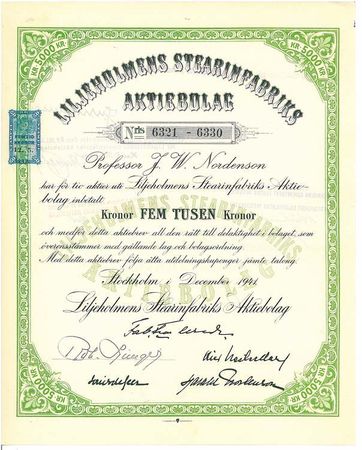 5000 KR
5000 KR
LILJEHOLMENS STEARINFABRIKS
AKTIEBOLAG
Nris 6321 - 6330
Professor J. W. Nordenson
har för tio aktier uti Liljeholmens Stearinfabriks Aktie-
bolag inbetalt
Kronor FEM TUSEN Kronor
och medför detta aktiebrev all den rätt till delaktighet i bolaget, som
överensstämmer med gällande lag och bolagsordning.
Med detta aktiebrev följa åtta utdelningskuponger jämte talong.
Stockholm i December 1941
Liljeholmens Stearinfabriks Aktiebolag
5000 KR
5000 KR